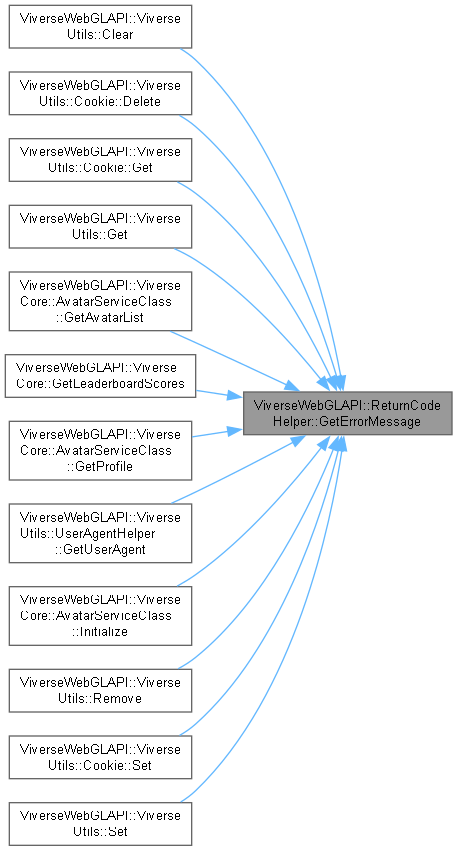 ViverseWebGLAPI::Viverse
Utils::Clear
ViverseWebGLAPI::Viverse
Utils::Cookie::Delete
ViverseWebGLAPI::Viverse
Utils::Cookie::Get
ViverseWebGLAPI::Viverse
Utils::Get
ViverseWebGLAPI::Viverse
Core::AvatarServiceClass
::GetAvatarList
ViverseWebGLAPI::Viverse
Core::GetLeaderboardScores
ViverseWebGLAPI::ReturnCode
Helper::GetErrorMessage
ViverseWebGLAPI::Viverse
Core::AvatarServiceClass
::GetProfile
ViverseWebGLAPI::Viverse
Utils::UserAgentHelper
::GetUserAgent
ViverseWebGLAPI::Viverse
Core::AvatarServiceClass
::Initialize
ViverseWebGLAPI::Viverse
Utils::Remove
ViverseWebGLAPI::Viverse
Utils::Cookie::Set
ViverseWebGLAPI::Viverse
Utils::Set